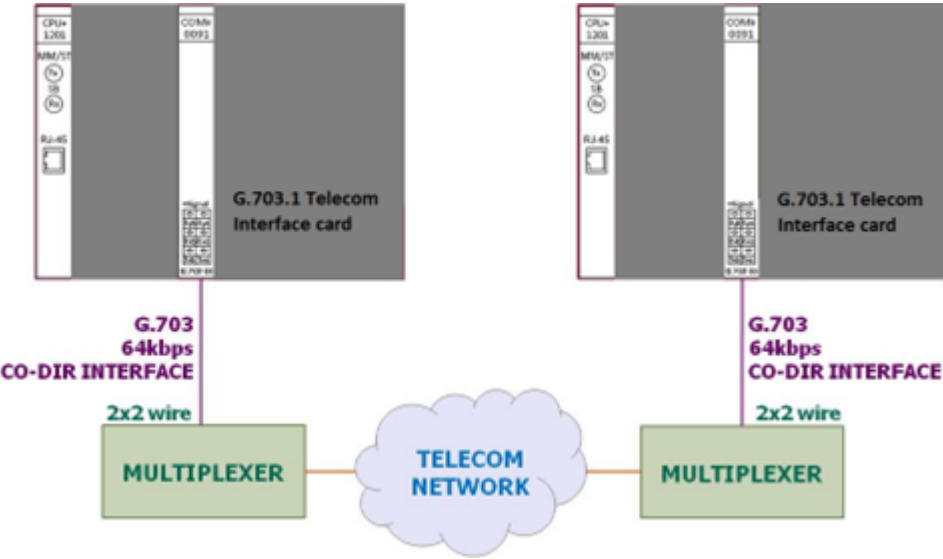 CPU+
1201
MM/ST
Tx
SB
Rx
RJ-45
COM+
0091
G.703.1 Telecom
Interface card
G.703
64kbps
CO-DIR INTERFACE
2x2 wire
MULTIPLEXER
TELECOM
NETWORK
CPU+
1201
MM/ST
Tx
SB
Rx
RJ-45
COM+
0091
G.703.1 Telecom
Interface card
G.703
64kbps
CO-DIR INTERFACE
2x2 wire
MULTIPLEXER